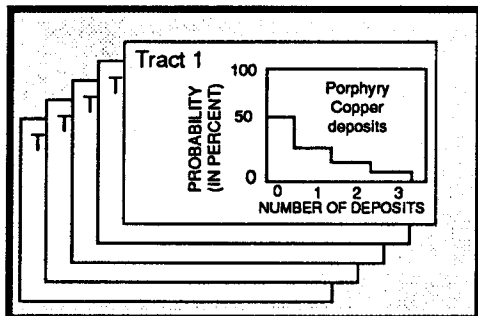 Tract 1
T
T
T
T
PROBABILITY
(IN PERCENT)
100
50
0
Porphyry
Copper
deposits
0 1 2 3
NUMBER OF DEPOSITS